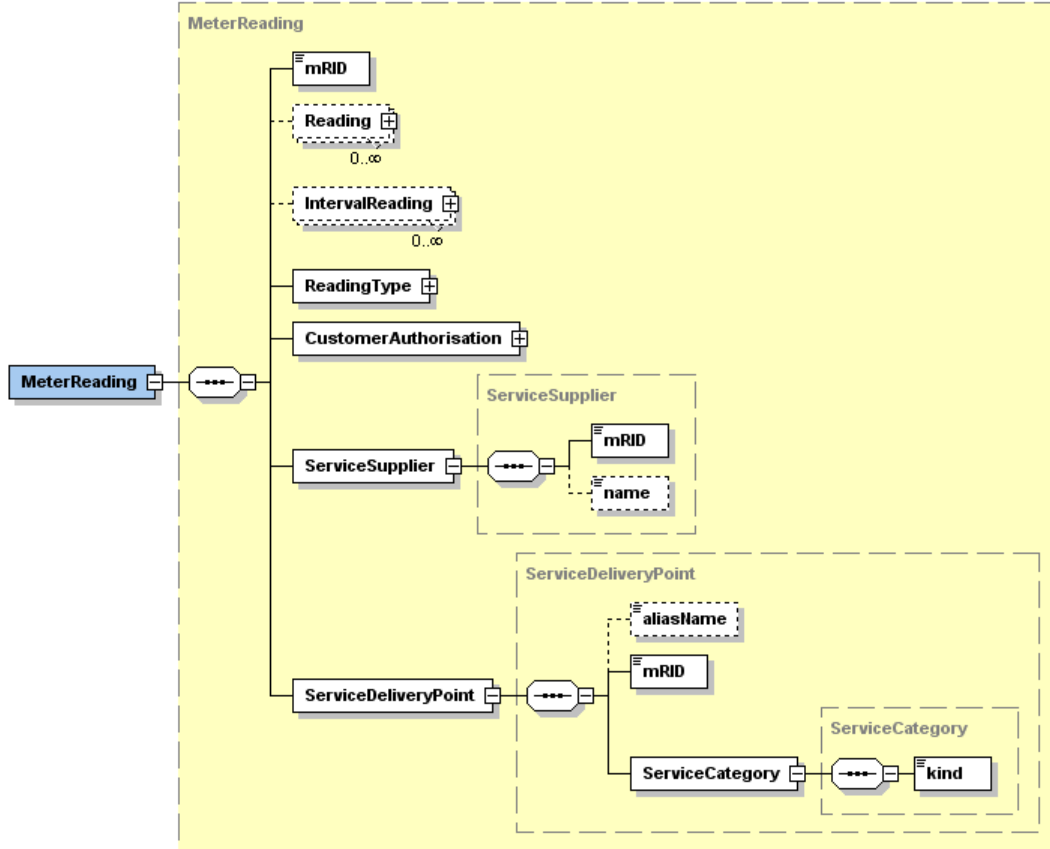 MeterReading
mRID
Reading
0..∞
IntervalReading
0..∞
ReadingType
CustomerAuthorisation
MeterReading
ServiceSupplier
ServiceSupplier
mRID
name
ServiceDeliveryPoint
aliasName
mRID
ServiceDeliveryPoint
ServiceCategory
ServiceCategory
kind